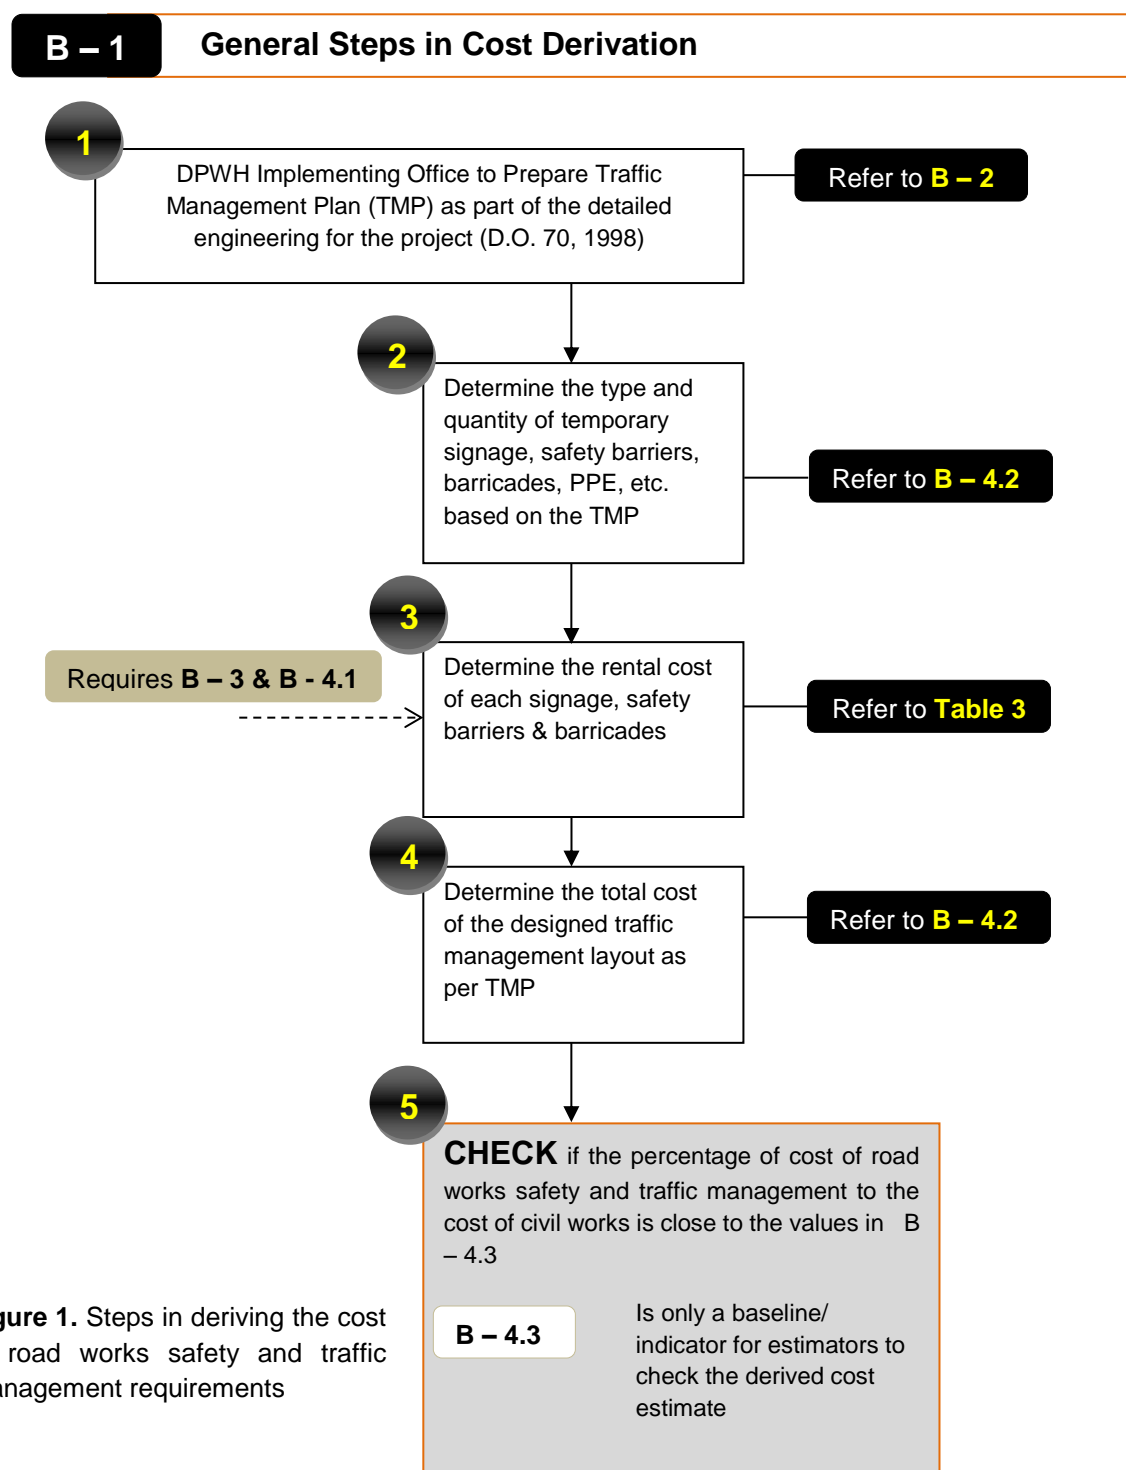 B – 1
General Steps in Cost Derivation
1
DPWH Implementing Office to Prepare Traffic
Management Plan (TMP) as part of the detailed
engineering for the project (D.O. 70, 1998)
Refer to B – 2
2
Determine the type and
quantity of temporary
signage, safety barriers,
barricades, PPE, etc.
based on the TMP
Refer to B – 4.2
3
Requires B – 3 & B - 4.1
Determine the rental cost
of each signage, safety
barriers & barricades
Refer to Table 3
4
Determine the total cost
of the designed traffic
management layout as
per TMP
Refer to B – 4.2
5
CHECK if the percentage of cost of road
works safety and traffic management to the
cost of civil works is close to the values in B
– 4.3
B – 4.3
Is only a baseline/
indicator for estimators to
check the derived cost
estimate
gure 1. Steps in deriving the cost
road works safety and traffic
anagement requirements